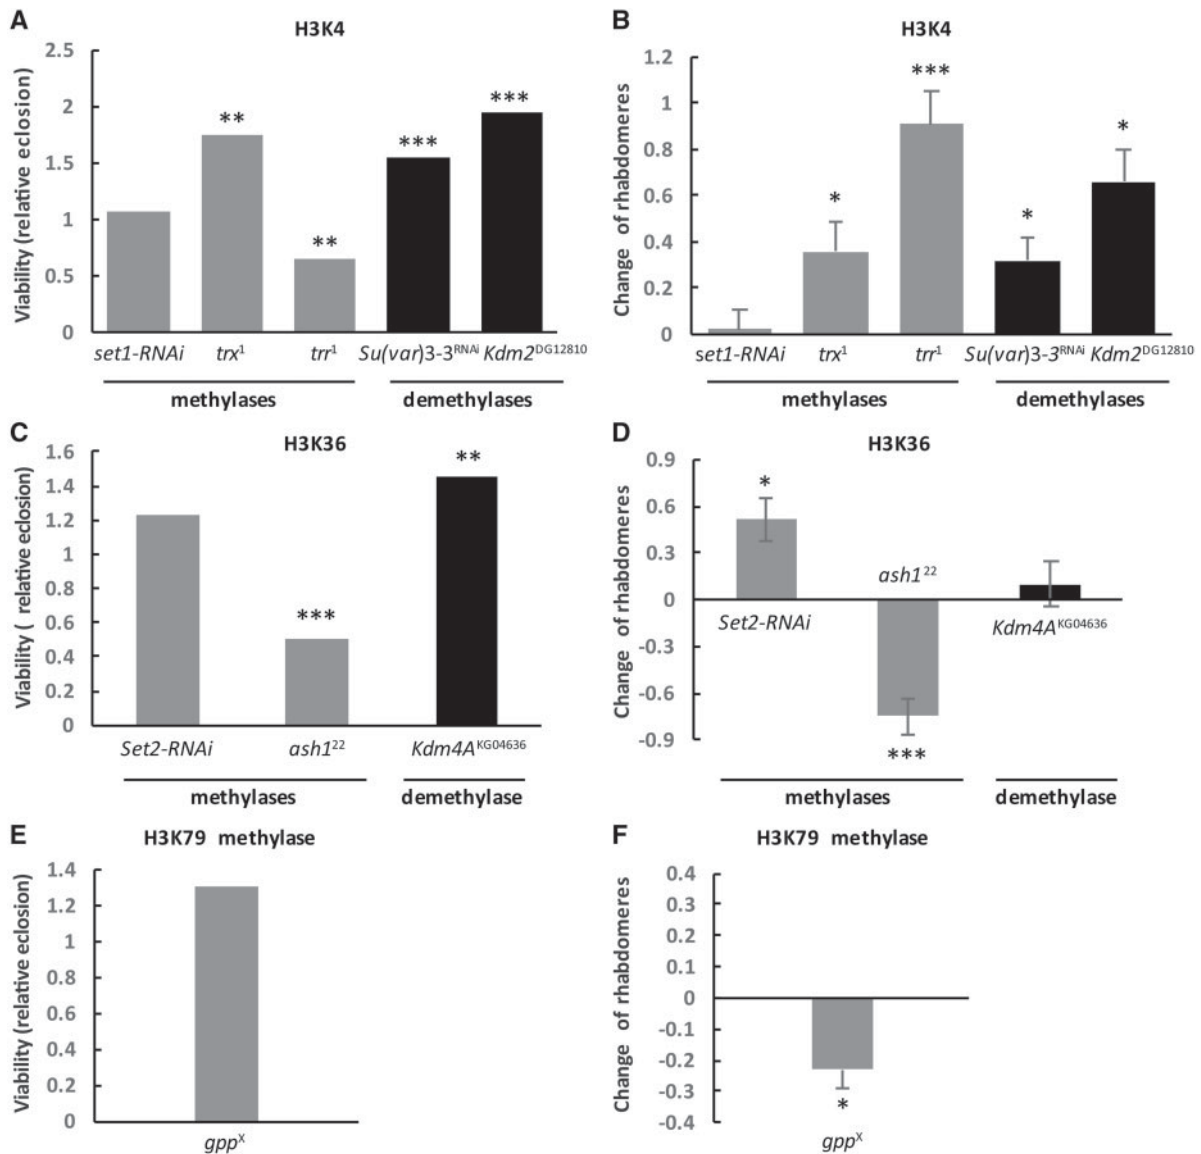 A
H3K4
Viability (relative eclosion)
2.5
2
1.5
1
0.5
0
**
**
***
***
set1-RNAi trx¹ trr¹ Su(var)3-3ᴿᴺᴬⁱ Kdm2ᴰᴳ¹²⁸¹⁰
methylases demethylases
B
H3K4
Change of rhabdomeres
1.2
1
0.8
0.6
0.4
0.2
0
*
***
*
*
set1-RNAi trx¹ trr¹ Su(var)3-3ᴿᴺᴬⁱ Kdm2ᴰᴳ¹²⁸¹⁰
methylases demethylases
C
H3K36
Viability ( relative eclosion)
1.6
1.4
1.2
1
0.8
0.6
0.4
0.2
0
***
**
Set2-RNAi ash1²² Kdm4Aᴷᴳ⁰⁴⁶³⁶
methylases demethylase
D
H3K36
Change of rhabdomeres
0.9
0.6
0.3
0
-0.3
-0.6
-0.9
*
ash1²²
Set2-RNAi Kdm4Aᴷᴳ⁰⁴⁶³⁶
***
methylases demethylase
E
H3K79 methylase
Viability (relative eclosion)
1.4
1.2
1
0.8
0.6
0.4
0.2
0
gppˣ
F
H3K79 methylase
Change of rhabdomeres
0.4
0.3
0.2
0.1
0
-0.1
-0.2
-0.3
-0.4
*
gppˣ